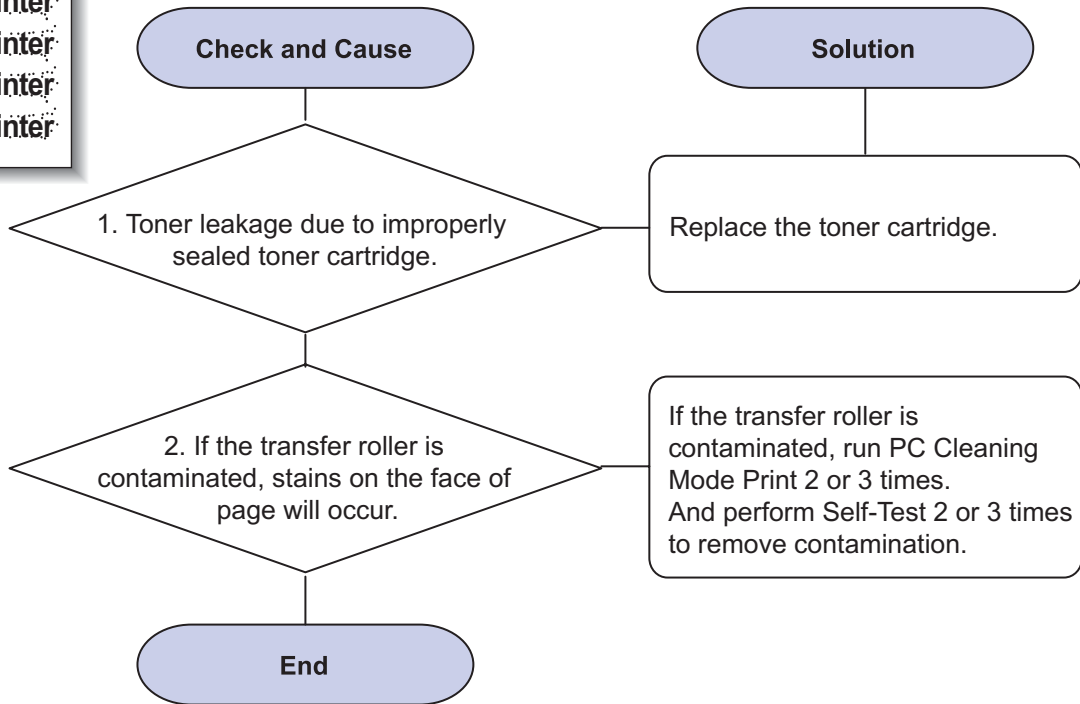 inter
inter
inter
inter
Check and Cause
Solution
1. Toner leakage due to improperly
sealed toner cartridge.
Replace the toner cartridge.
2. If the transfer roller is
contaminated, stains on the face of
page will occur.
If the transfer roller is
contaminated, run PC Cleaning
Mode Print 2 or 3 times.
And perform Self-Test 2 or 3 times
to remove contamination.
End